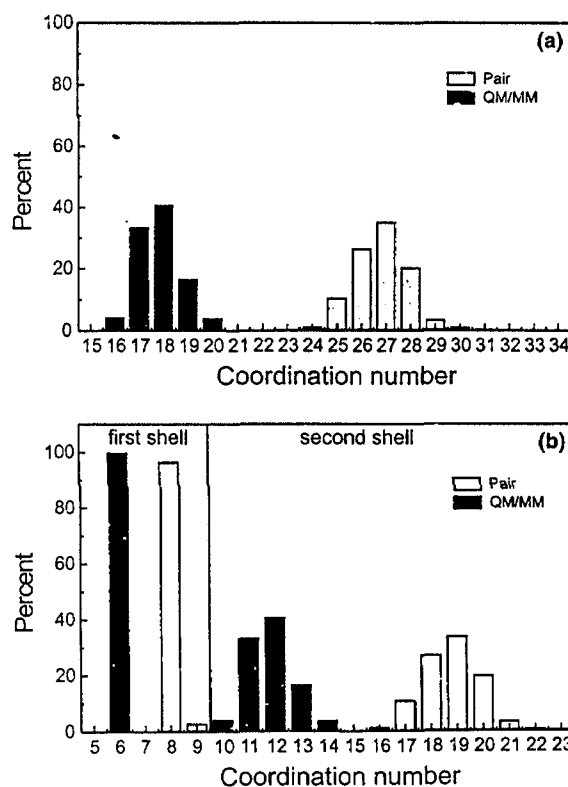 (a)
100
80
60
40
20
0
Percent
Pair
QM/MM
15 16 17 18 19 20 21 22 23 24 25 26 27 28 29 30 31 32 33 34
Coordination number
(b)
first shell
second shell
100
80
60
40
20
0
Percent
Pair
QM/MM
5 6 7 8 9 10 11 12 13 14 15 16 17 18 19 20 21 22 23
Coordination number